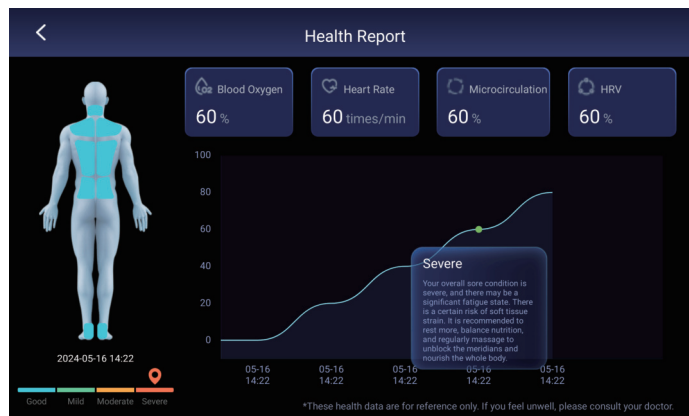 Health Report
Blood Oxygen
60 %
Heart Rate
60 times/min
Microcirculation
60 %
HRV
60 %
100
80
60
40
20
0
Severe
Your overall sore condition is
severe, and there may be a
significant fatigue state. There
is a certain risk of soft tissue
strain. It is recommended to
rest more, balance nutrition,
and regularly massage to
unblock the meridians and
nourish the whole body.
05-16
14:22
05-16
14:22
05-16
14:22
05-16
14:22
05-16
14:22
2024-05-16 14:22
Good Mild Moderate Severe
*These health data are for reference only. If you feel unwell, please consult your doctor.